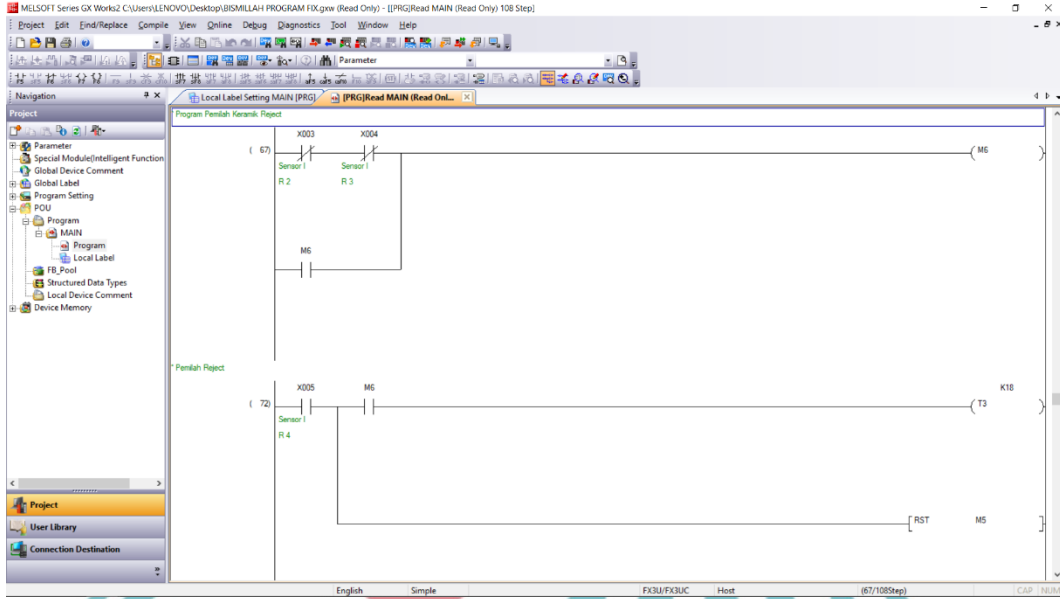 MELSOFT Series GX Works2 C:\Users\LENOVO\Desktop\BISMILLAH PROGRAM FIX.gxw (Read Only) - [[PRG]Read MAIN (Read Only) 108 Step]
Project Edit Find/Replace Compile View Online Debug Diagnostics Tool Window Help
Parameter
Navigation
Local Label Setting MAIN [PRG]
[PRG]Read MAIN (Read Onl...
Project
Parameter
Special Module(Intelligent Function
Global Device Comment
Global Label
Program Setting
POU
Program
MAIN
Program
Local Label
FB_Pool
Structured Data Types
Local Device Comment
Device Memory
Project
User Library
Connection Destination
Program Pemilah Keramik Reject
X003 X004
( 67) ( M6 )
Sensor I Sensor I
R 2 R 3
M6
* Pemilah Reject
X005 M6 K18
( 72) ( T3 )
Sensor I
R 4
[ RST M5 ]
English Simple FX3U/FX3UC Host (67/108Step) CAP NUM